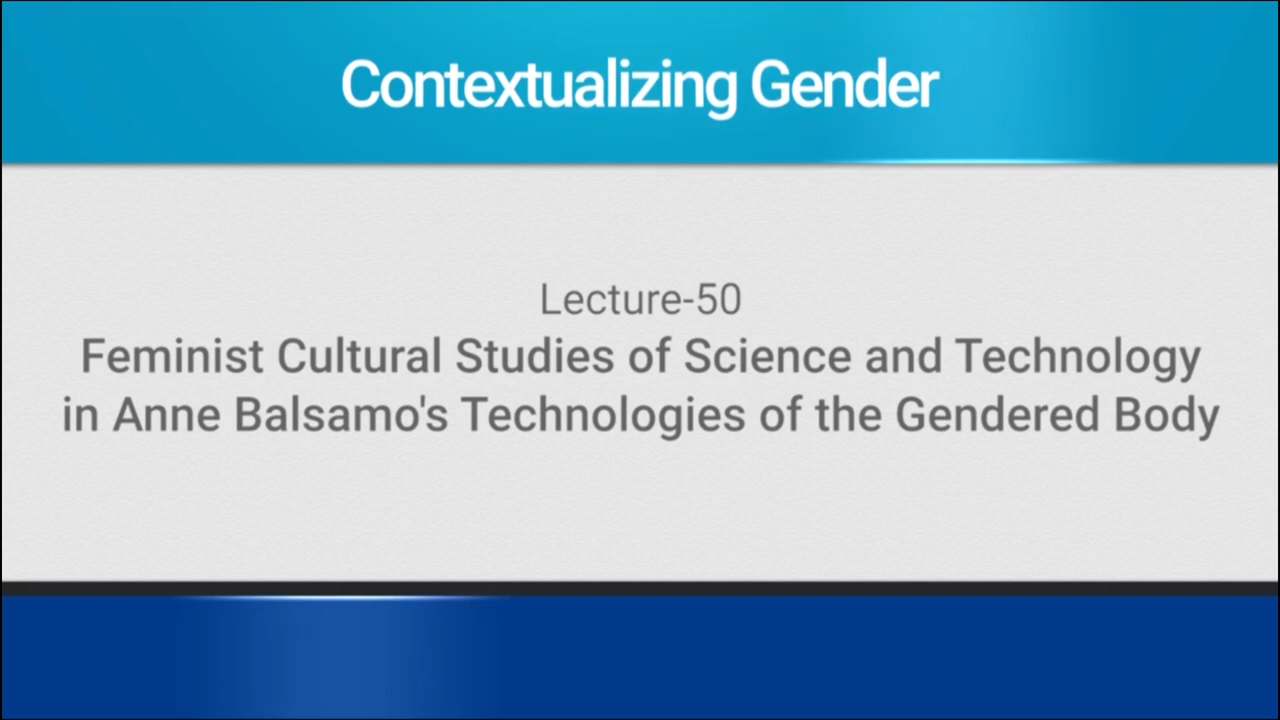 Contextualizing Gender
Lecture-50
Feminist Cultural Studies of Science and Technology
in Anne Balsamo's Technologies of the Gendered Body